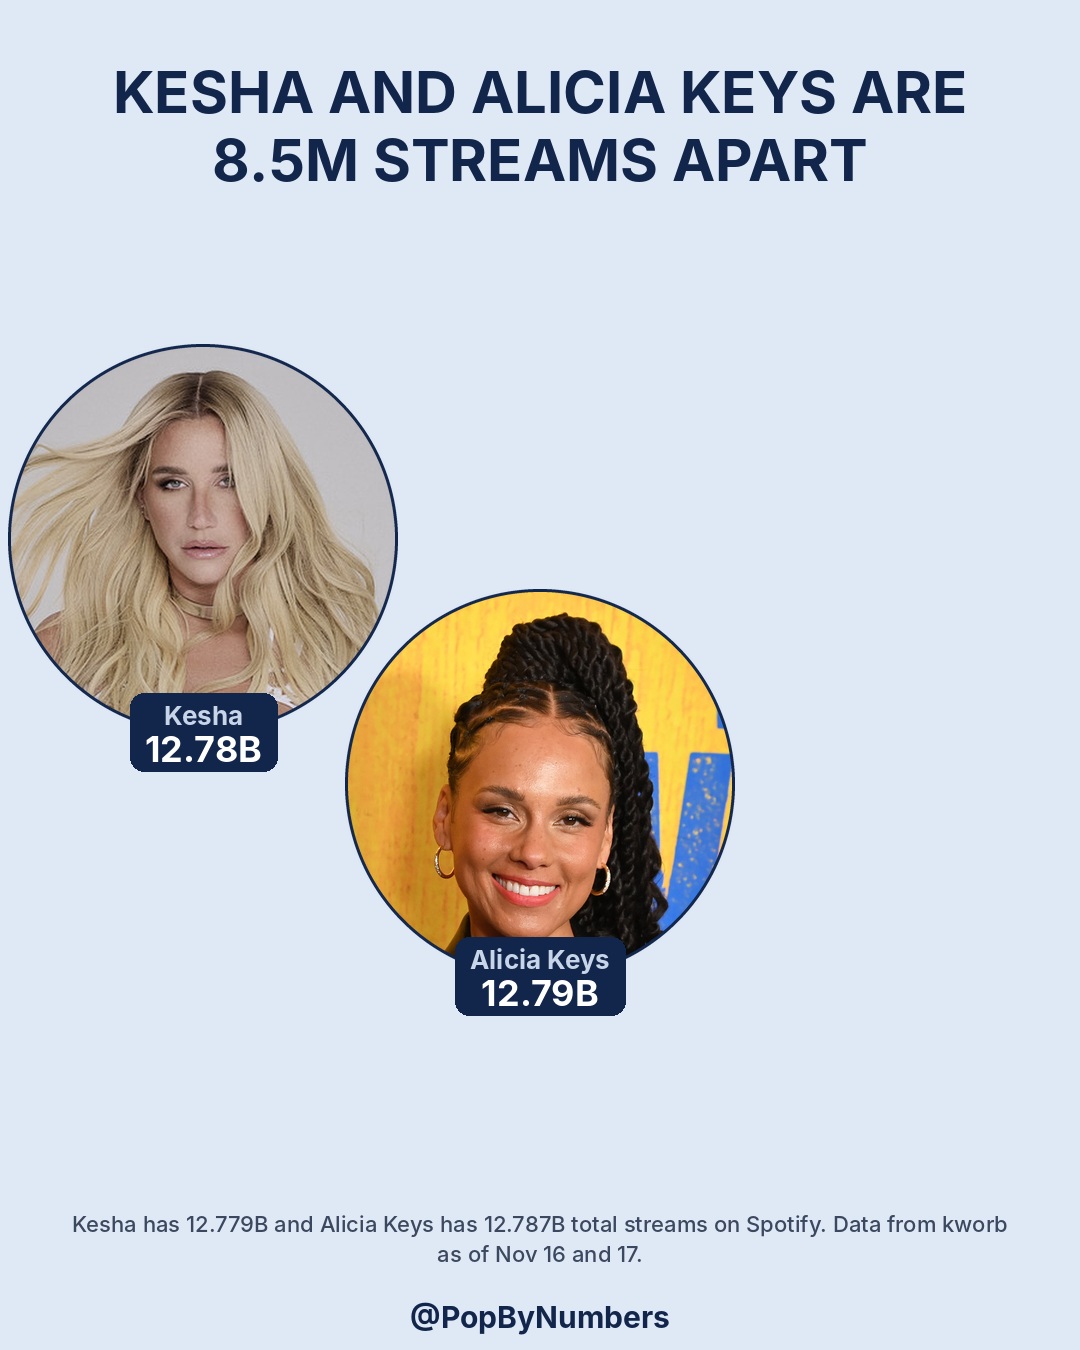 KESHA AND ALICIA KEYS ARE
8.5M STREAMS APART
Kesha
12.78B
Alicia Keys
12.79B
Kesha has 12.779B and Alicia Keys has 12.787B total streams on Spotify. Data from kworb
as of Nov 16 and 17.
@PopByNumbers